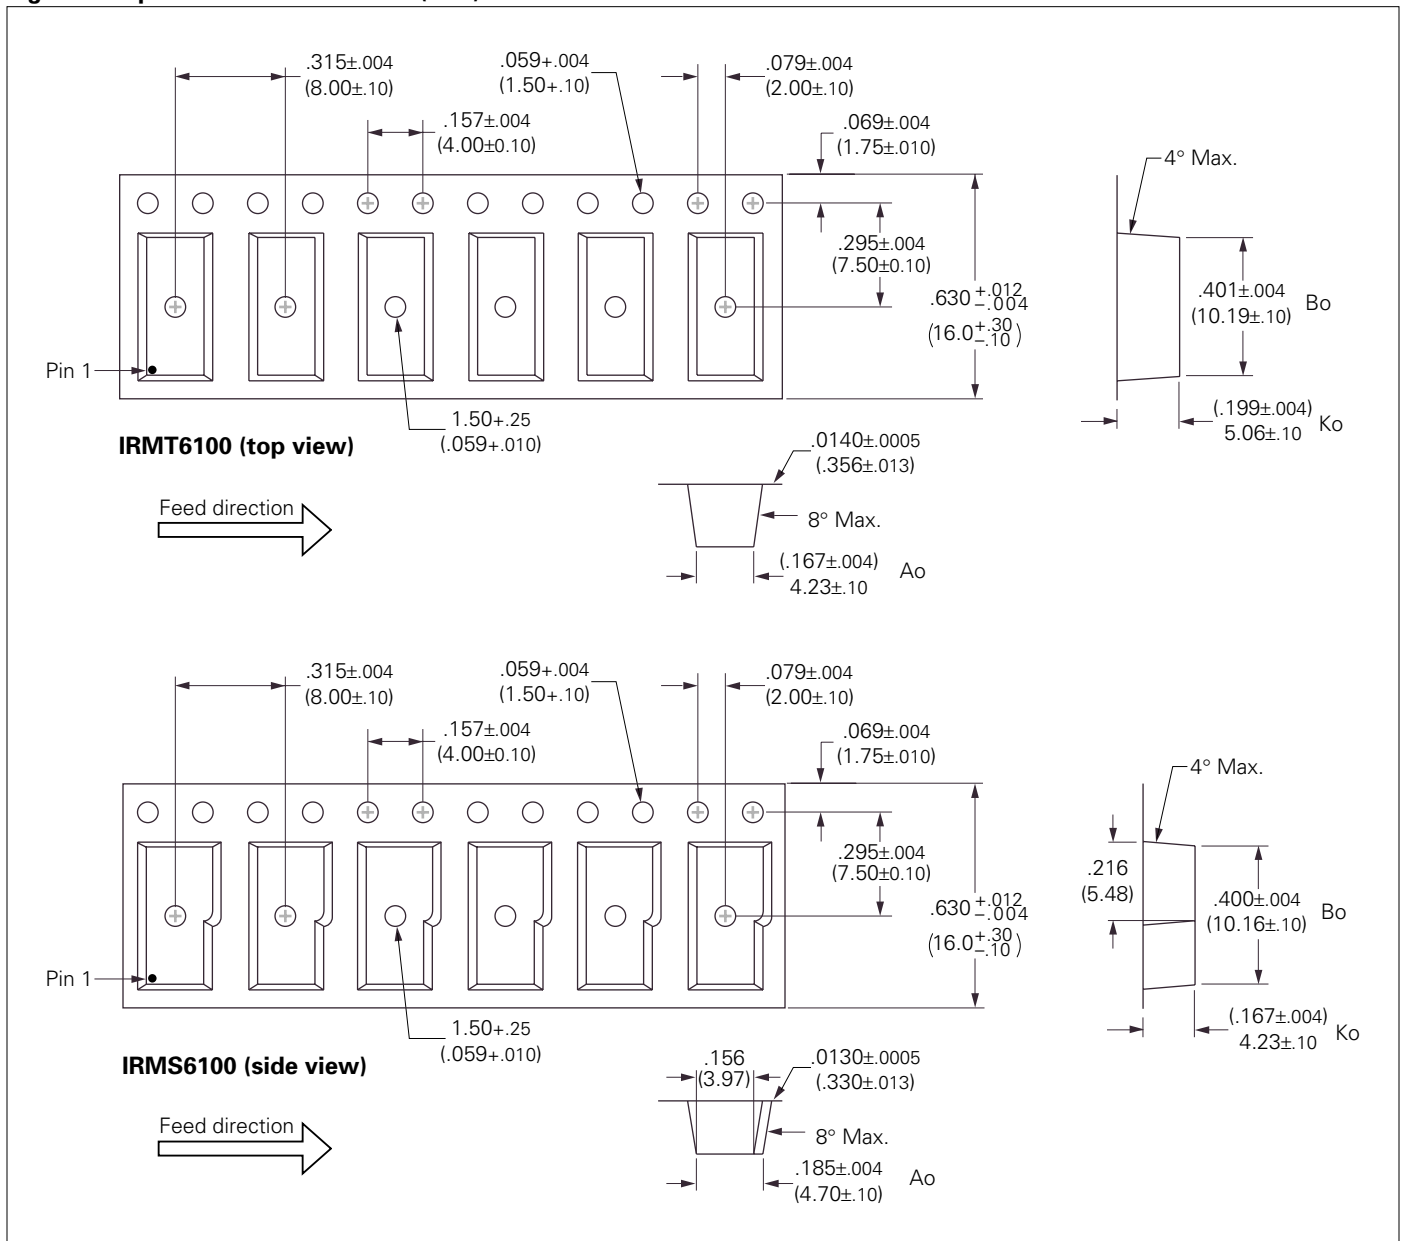 .315±.004
(8.00±.10)
.059+.004
(1.50+.10)
.079±.004
(2.00±.10)
.157±.004
(4.00±0.10)
.069±.004
(1.75±.010)
4° Max.
.295±.004
(7.50±0.10)
.630 +.012 –.004
(16.0 +.30 –.10 )
.401±.004
(10.19±.10) Bo
Pin 1
1.50+.25
(.059+.010)
(.199±.004)
5.06±.10 Ko
IRMT6100 (top view)
.0140±.0005
(.356±.013)
Feed direction
8° Max.
(.167±.004)
4.23±.10 Ao
.315±.004
(8.00±.10)
.059+.004
(1.50+.10)
.079±.004
(2.00±.10)
.157±.004
(4.00±0.10)
.069±.004
(1.75±.010)
4° Max.
.295±.004
(7.50±0.10)
.216
(5.48)
.630 +.012 –.004
(16.0 +.30 –.10 )
.400±.004
(10.16±.10) Bo
Pin 1
1.50+.25
(.059+.010)
(.167±.004)
4.23±.10 Ko
IRMS6100 (side view)
.156
(3.97)
.0130±.0005
(.330±.013)
Feed direction
8° Max.
.185±.004
(4.70±.10) Ao